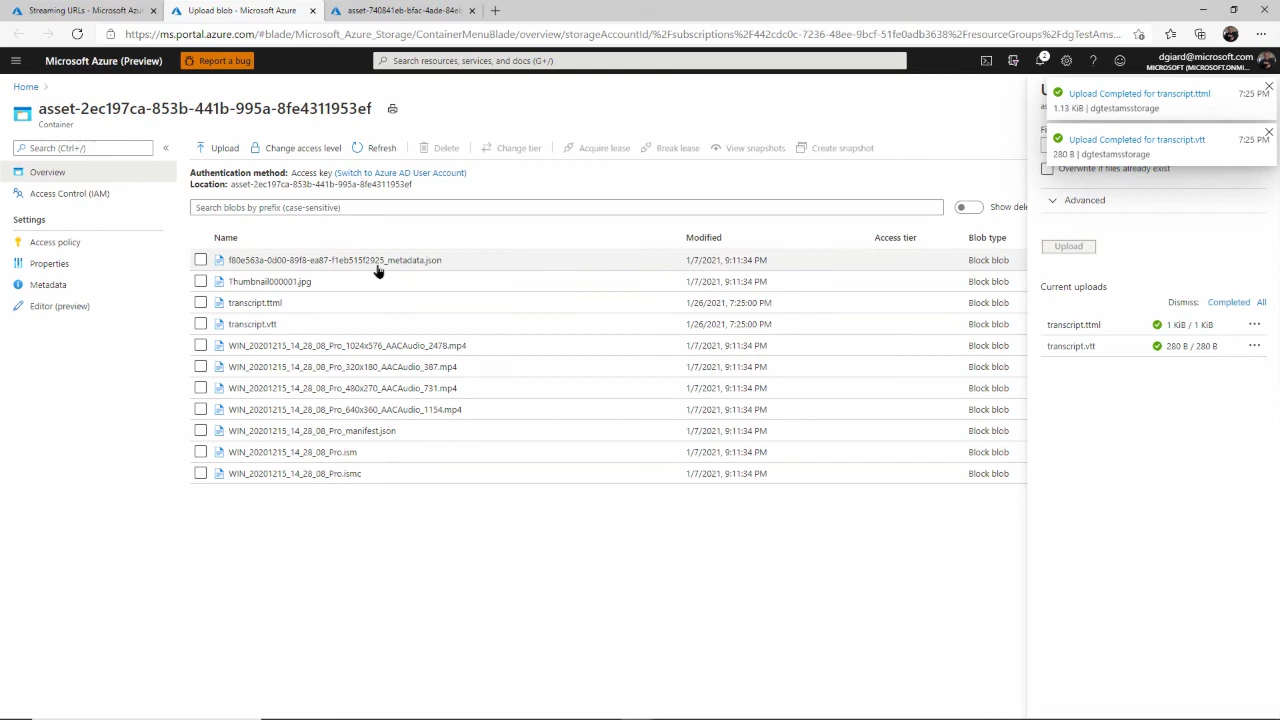 Streaming URLs - Microsoft Azu
Upload blob - Microsoft Azure
asset-740841eb-bfac-4ade-84eb
https://ms.portal.azure.com/#blade/Microsoft_Azure_Storage/ContainerMenuBlade/overview/storageAccountId/%2Fsubscriptions%2F442cdc0c-7236-48ee-9bcf-51fe0adb3638%2FresourceGroups%2FdgTestAms...
Microsoft Azure (Preview)
Report a bug
Search resources, services, and docs (G+/)
2
dgiard@microsoft.com
MICROSOFT (MICROSOFT.ONMI...
Home
asset-2ec197ca-853b-441b-995a-8fe4311953ef
Container
Search (Ctrl+/)
Overview
Access Control (IAM)
Settings
Access policy
Properties
Metadata
Editor (preview)
Upload
Change access level
Refresh
Delete
Change tier
Acquire lease
Break lease
View snapshots
Create snapshot
Authentication method: Access key (Switch to Azure AD User Account)
Location: asset-2ec197ca-853b-441b-995a-8fe4311953ef
Search blobs by prefix (case-sensitive)
Show dele
Name Modified Access tier Blob type
f80e563a-0d00-89f8-ea87-f1eb515f2925_metadata.json 1/7/2021, 9:11:34 PM Block blob
Thumbnail000001.jpg 1/7/2021, 9:11:34 PM Block blob
transcript.ttml 1/26/2021, 7:25:00 PM Block blob
transcript.vtt 1/26/2021, 7:25:00 PM Block blob
WIN_20201215_14_28_08_Pro_1024x576_AACAudio_2478.mp4 1/7/2021, 9:11:34 PM Block blob
WIN_20201215_14_28_08_Pro_320x180_AACAudio_387.mp4 1/7/2021, 9:11:34 PM Block blob
WIN_20201215_14_28_08_Pro_480x270_AACAudio_731.mp4 1/7/2021, 9:11:34 PM Block blob
WIN_20201215_14_28_08_Pro_640x360_AACAudio_1154.mp4 1/7/2021, 9:11:34 PM Block blob
WIN_20201215_14_28_08_Pro_manifest.json 1/7/2021, 9:11:34 PM Block blob
WIN_20201215_14_28_08_Pro.ism 1/7/2021, 9:11:34 PM Block blob
WIN_20201215_14_28_08_Pro.ismc 1/7/2021, 9:11:34 PM Block blob
Upload Completed for transcript.ttml 7:25 PM
1.13 KiB | dgtestamsstorage
Upload Completed for transcript.vtt 7:25 PM
280 B | dgtestamsstorage
Overwrite if files already exist
Advanced
Upload
Current uploads
Dismiss: Completed All
transcript.ttml 1 KiB / 1 KiB
transcript.vtt 280 B / 280 B